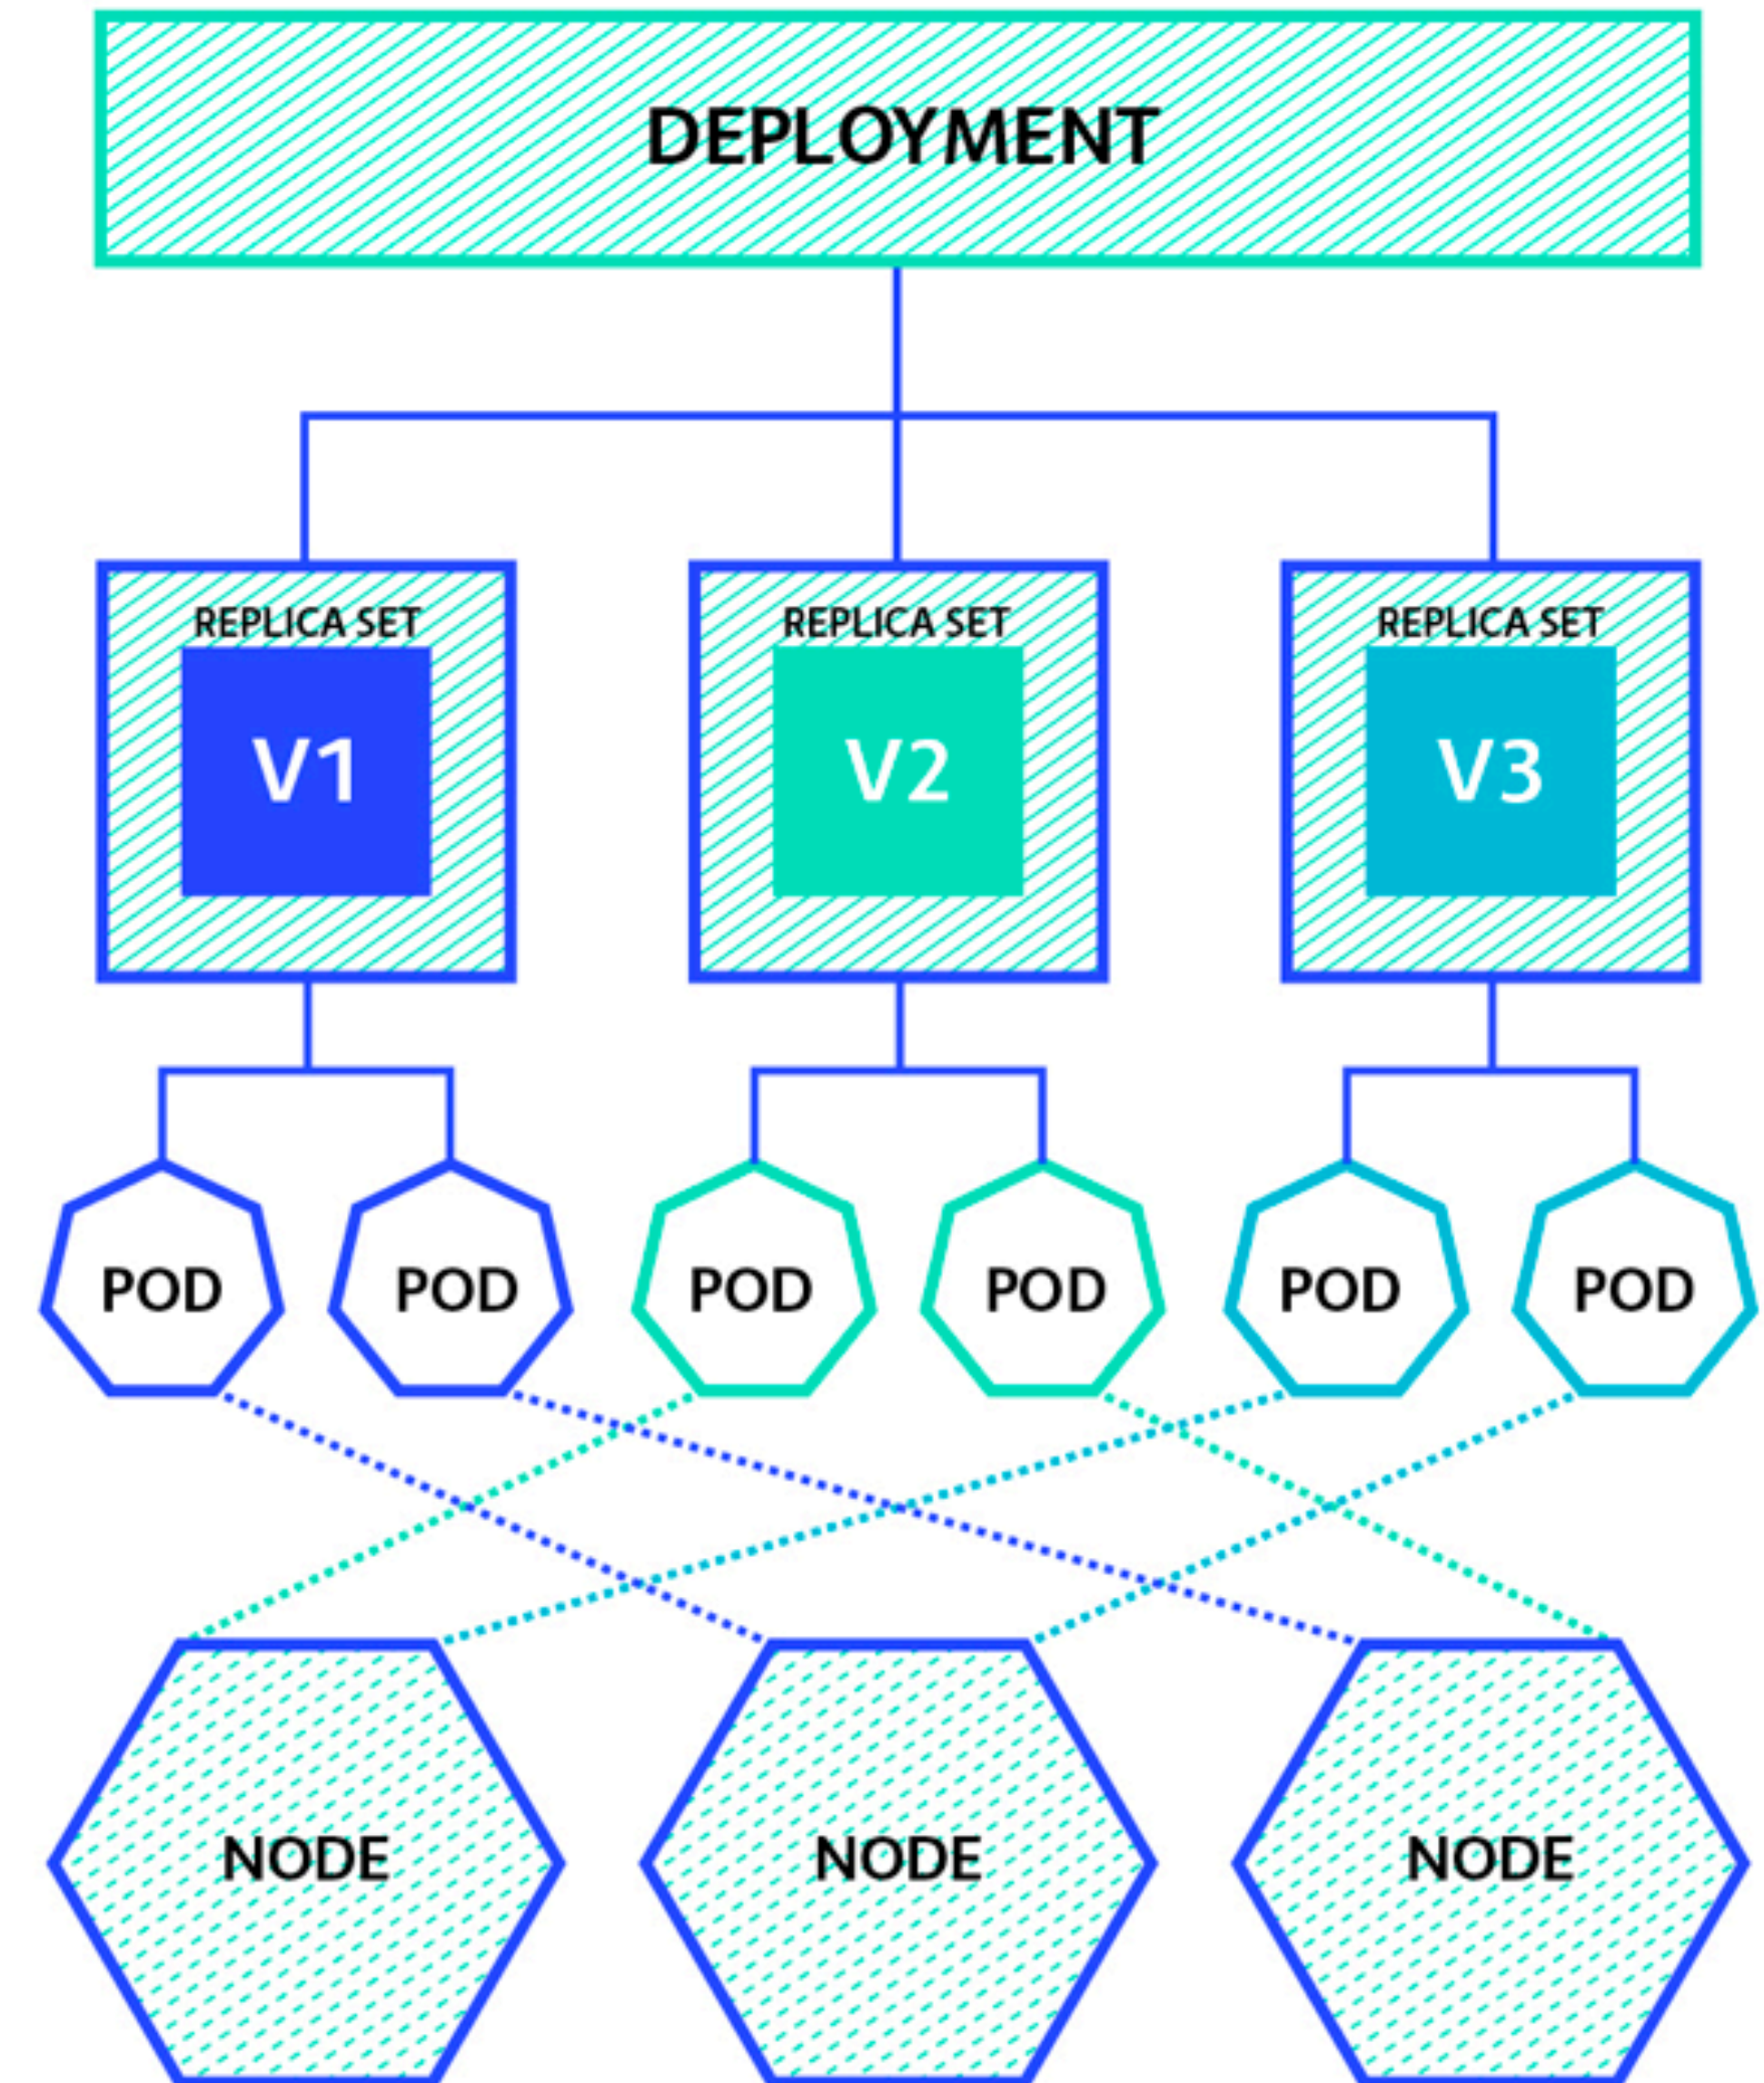 DEPLOYMENT
REPLICA SET
V1
REPLICA SET
V2
REPLICA SET
V3
POD
POD
POD
POD
POD
POD
NODE
NODE
NODE